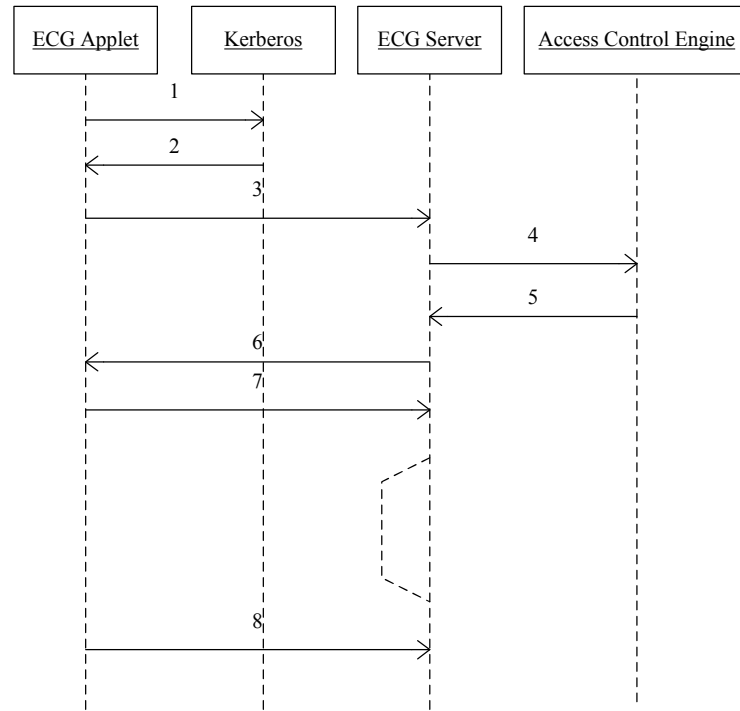 ECG Applet
Kerberos
ECG Server
Access Control Engine
1
2
3
4
5
6
7
8